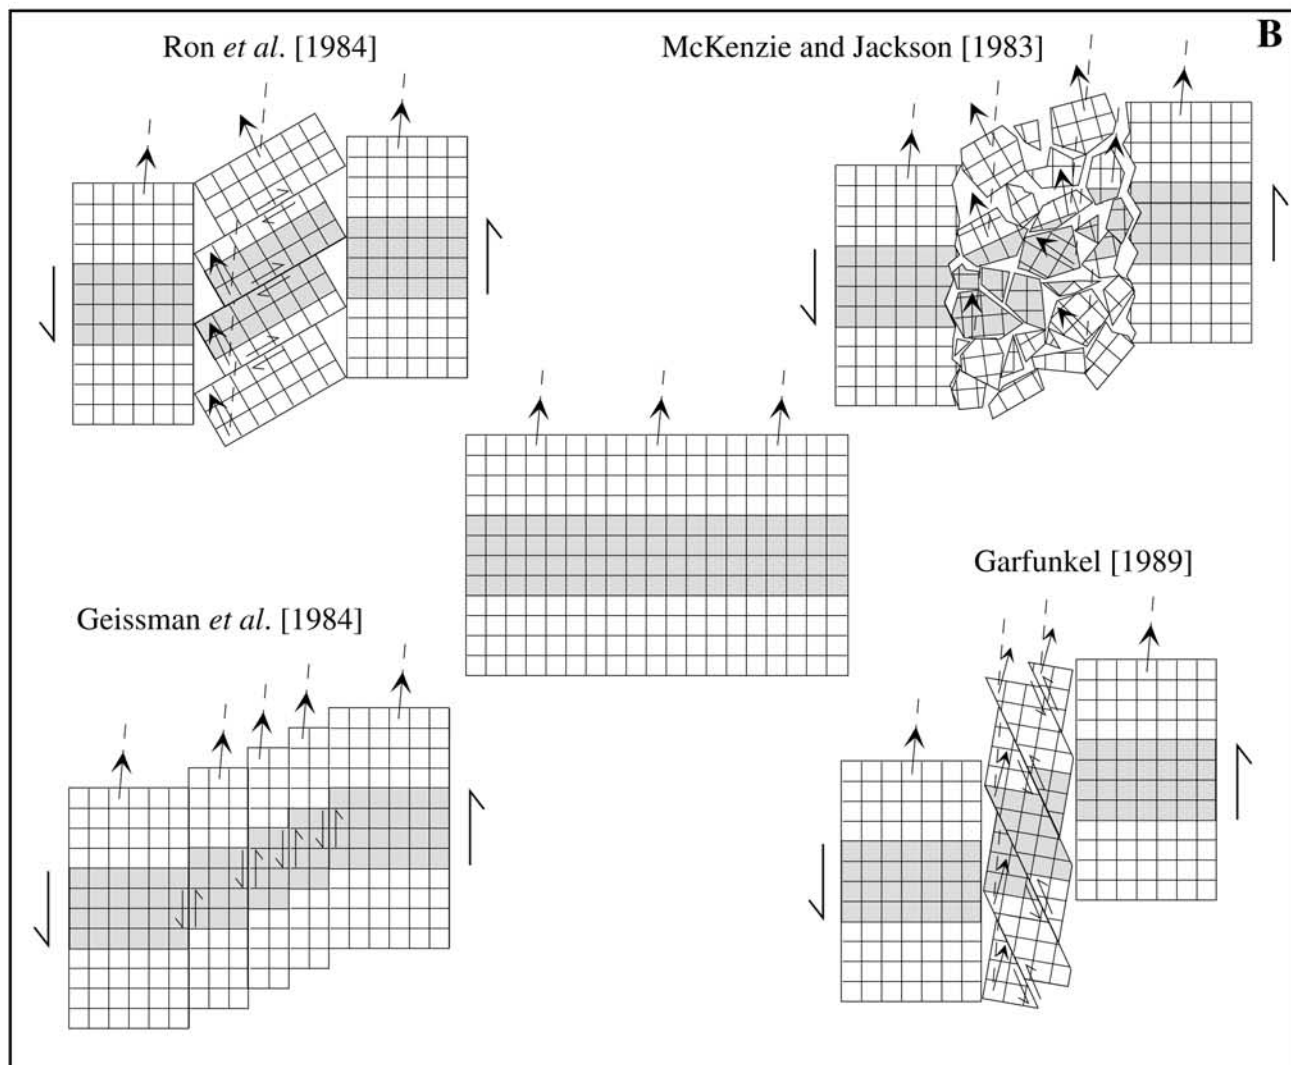 B
Ron et al. [1984]
McKenzie and Jackson [1983]
Garfunkel [1989]
Geissman et al. [1984]